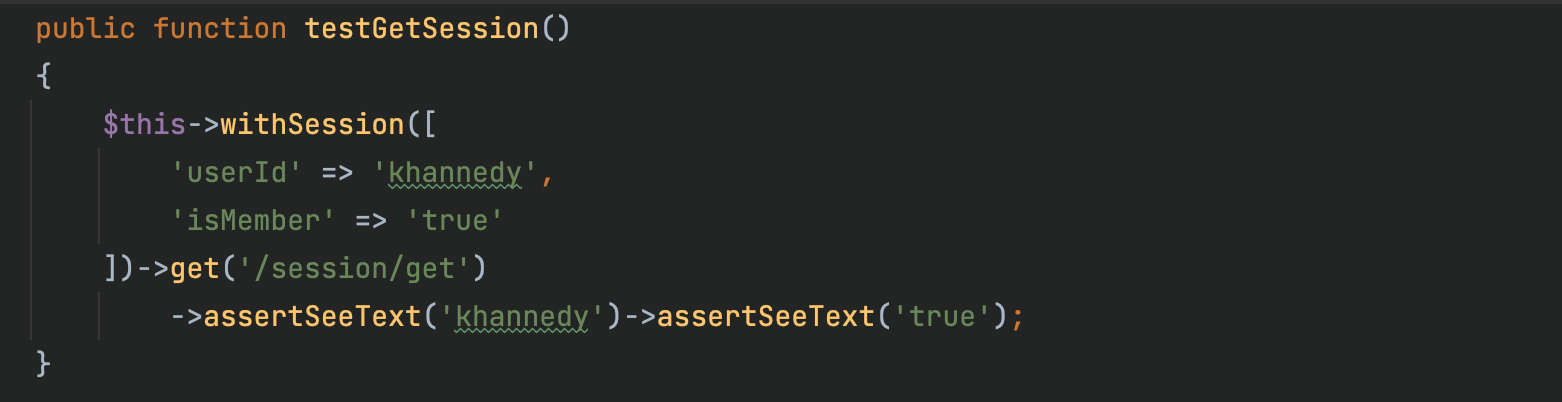 public function testGetSession()
{
    $this->withSession([
        'userId' => 'khannedy',
        'isMember' => 'true'
    ])->get('/session/get')
        ->assertSeeText('khannedy')->assertSeeText('true');
}